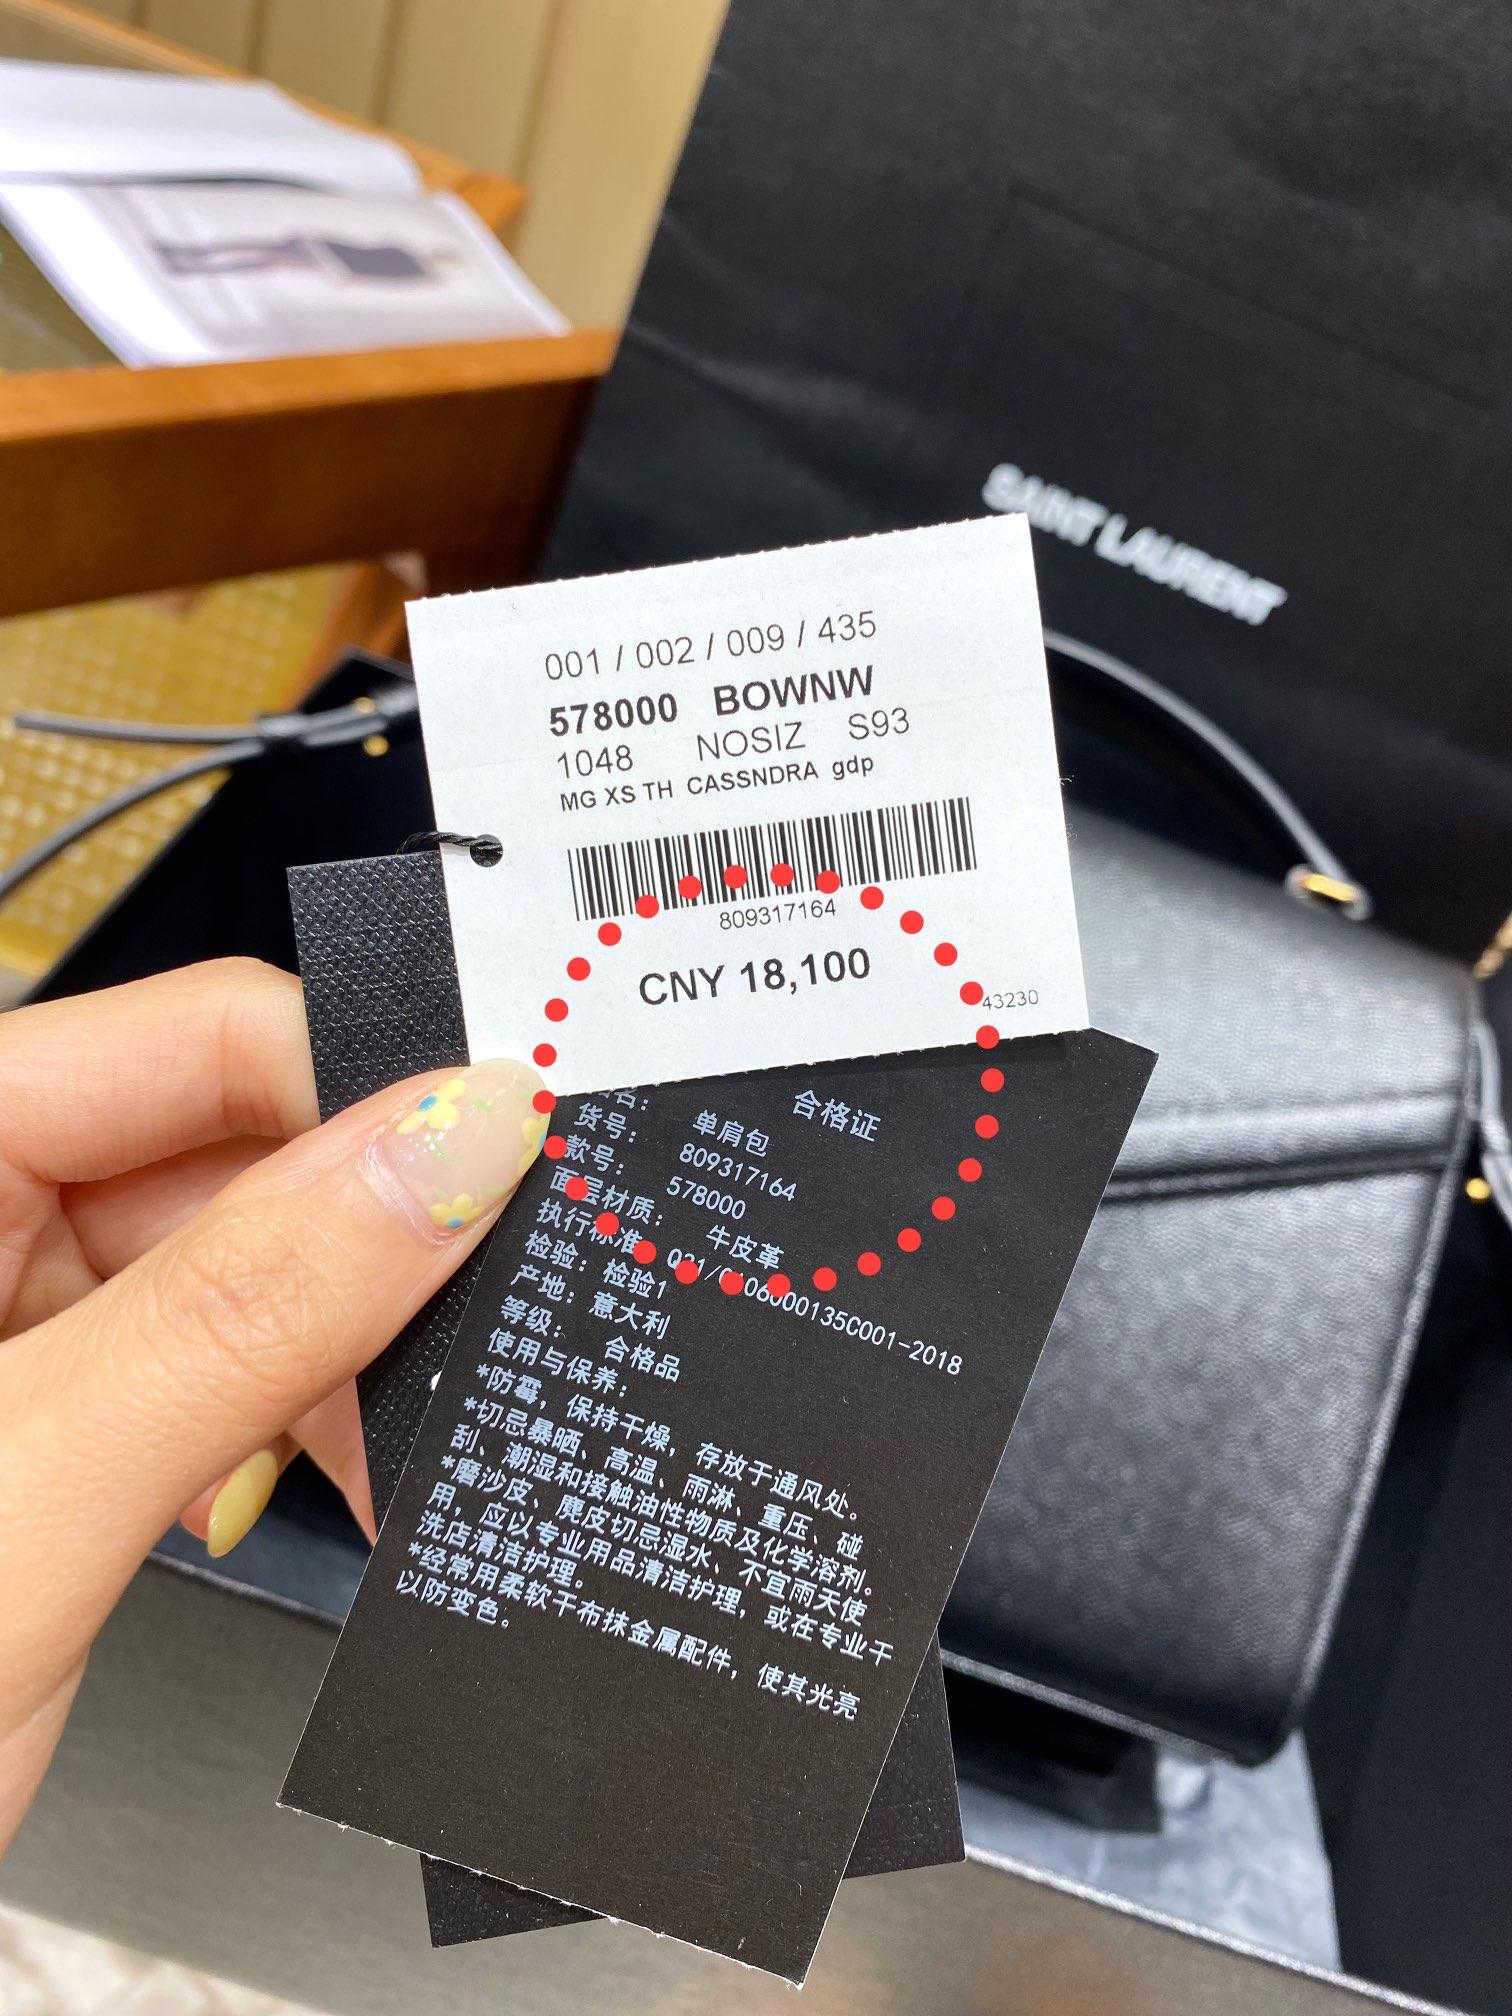 SAINT LAURENT
001 / 002 / 009 / 435
578000 BOWNW
1048 NOSIZ S93
MG XS TH CASSNDRA gdp
809317164
CNY 18,100
43230
合格证
名: 单肩包
货号: 809317164
款号: 578000
面层材质: 牛皮革
执行标准: 000135C001-2018
检验: 检验1
产地: 意大利
等级: 合格品
使用与保养:
*防霉, 保持干燥, 存放于通风处。
*切忌暴晒、高温、雨淋、重压、碰
刮、潮湿和接触油性物质及化学溶剂。
*磨沙皮、麂皮切忌湿水、不宜雨天使
用, 应以专业用品清洁护理, 或在专业干
洗店清洁护理。
*经常用柔软干布抹金属配件, 使其光亮
以防变色。